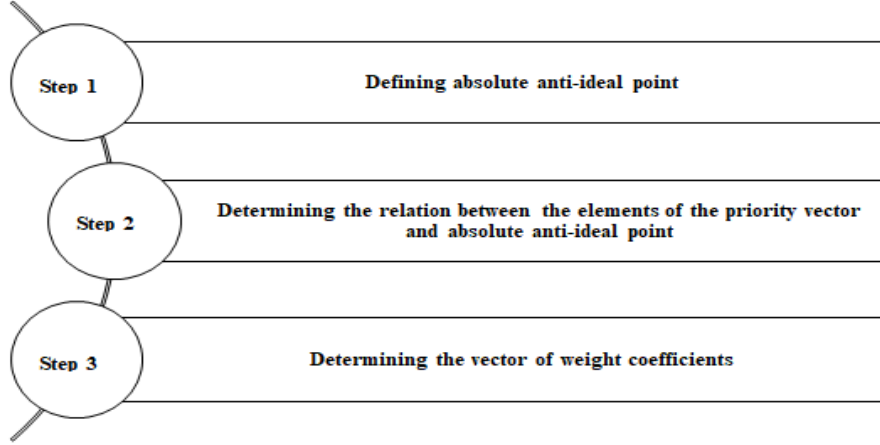 Step 1
Defining absolute anti-ideal point
Step 2
Determining the relation between the elements of the priority vector
and absolute anti-ideal point
Step 3
Determining the vector of weight coefficients